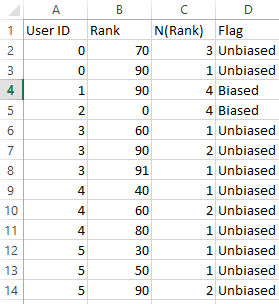 A B C D
1 User ID Rank N(Rank) Flag
2 0 70 3 Unbiased
3 0 90 1 Unbiased
4 1 90 4 Biased
5 2 0 4 Biased
6 3 60 1 Unbiased
7 3 90 2 Unbiased
8 3 91 1 Unbiased
9 4 40 1 Unbiased
10 4 60 2 Unbiased
11 4 80 1 Unbiased
12 5 30 1 Unbiased
13 5 50 1 Unbiased
14 5 90 2 Unbiased